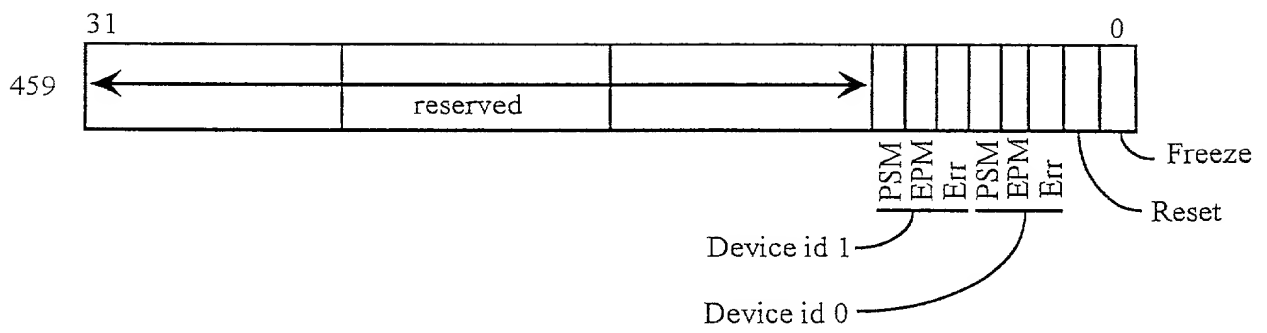 31 0
459
reserved
PSM EPM Err PSM EPM Err
Freeze
Reset
Device id 1
Device id 0